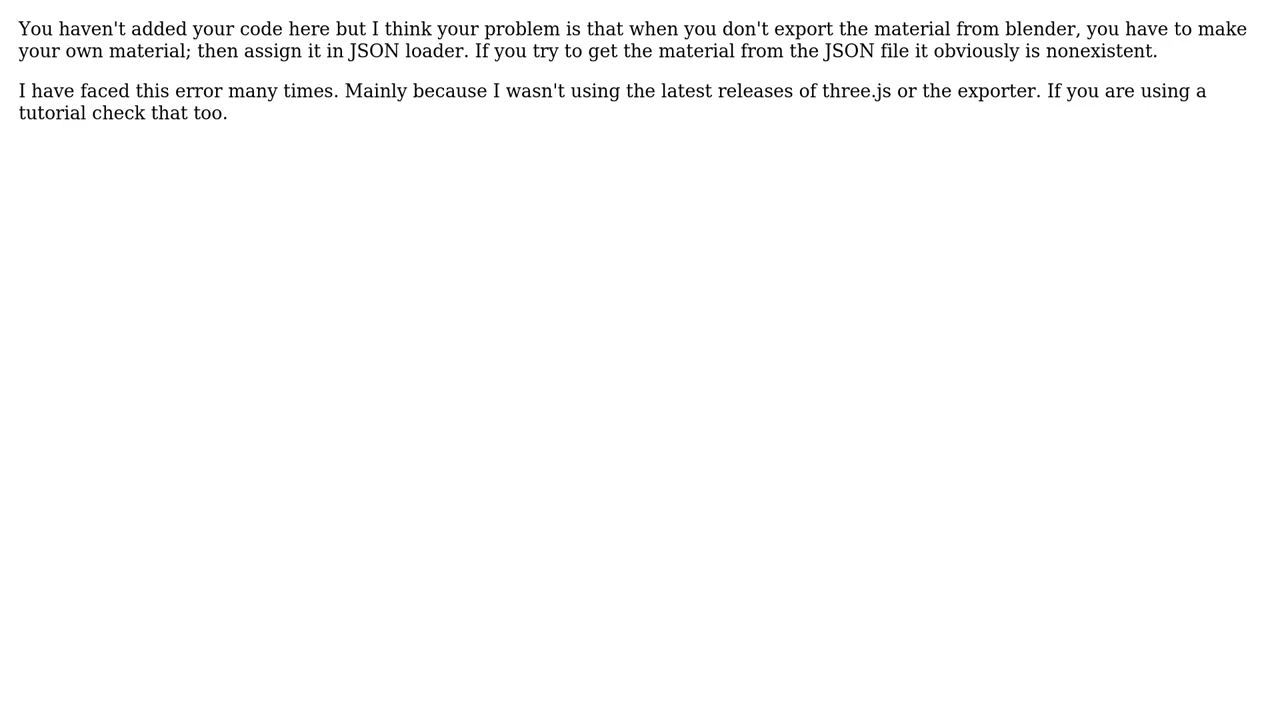 You haven't added your code here but I think your problem is that when you don't export the material from blender, you have to make
your own material; then assign it in JSON loader. If you try to get the material from the JSON file it obviously is nonexistent.
I have faced this error many times. Mainly because I wasn't using the latest releases of three.js or the exporter. If you are using a
tutorial check that too.